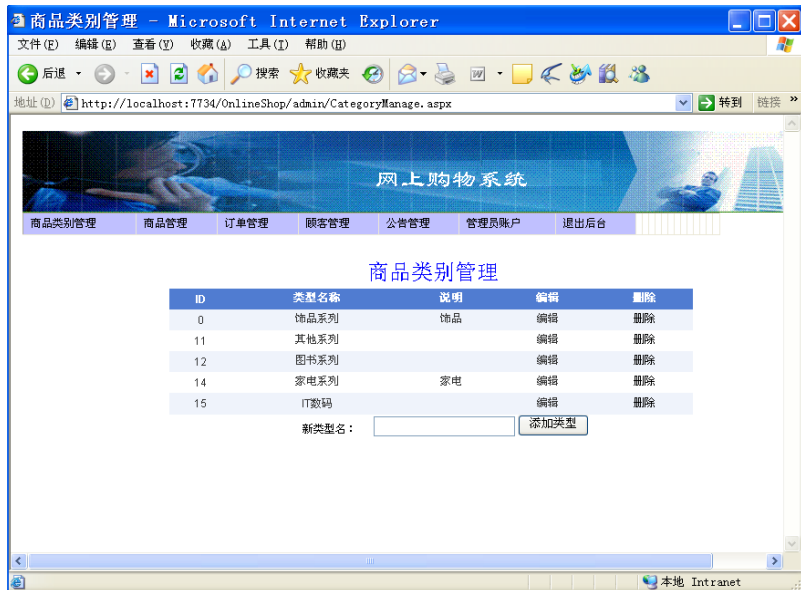 商品类别管理 - Microsoft Internet Explorer
文件(F) 编辑(E) 查看(V) 收藏(A) 工具(T) 帮助(H)
后退 搜索 收藏夹
地址(D) http://localhost:7734/OnlineShop/admin/CategoryManage.aspx 转到 链接 »
网上购物系统
商品类别管理 商品管理 订单管理 顾客管理 公告管理 管理员账户 退出后台
商品类别管理
ID 类型名称 说明 编辑 删除
0 饰品系列 饰品 编辑 删除
11 其他系列 编辑 删除
12 图书系列 编辑 删除
14 家电系列 家电 编辑 删除
15 IT数码 编辑 删除
新类型名： 添加类型
本地 Intranet